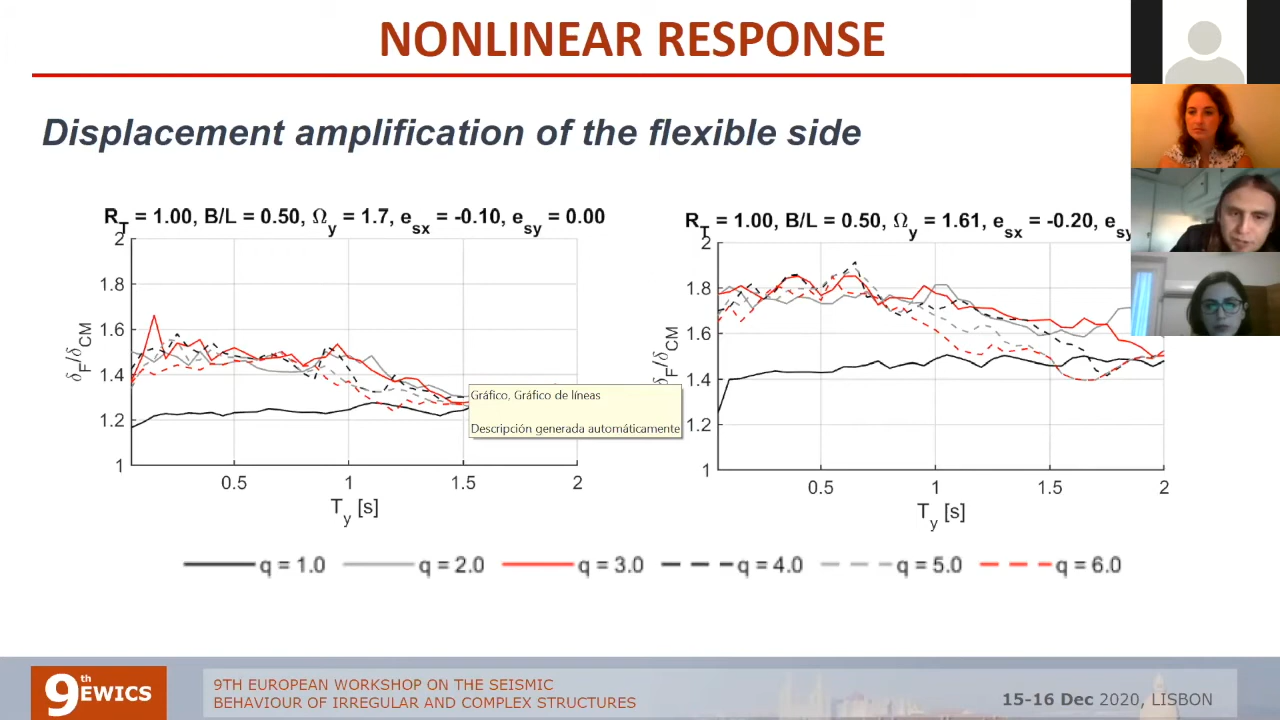 NONLINEAR RESPONSE
Displacement amplification of the flexible side
R_T = 1.00, B/L = 0.50, Ω_y = 1.7, e_sx = -0.10, e_sy = 0.00
2
1.8
1.6
1.4
1.2
1
δ_F/δ_CM
0.5
1
1.5
2
T_y [s]
Gráfico, Gráfico de líneas
Descripción generada automáticamente
R_T = 1.00, B/L = 0.50, Ω_y = 1.61, e_sx = -0.20, e_sy
2
1.8
1.6
1.4
1.2
1
δ_F/δ_CM
0.5
1
1.5
2
T_y [s]
q = 1.0 q = 2.0 q = 3.0 q = 4.0 q = 5.0 q = 6.0
9th EWICS
9TH EUROPEAN WORKSHOP ON THE SEISMIC
BEHAVIOUR OF IRREGULAR AND COMPLEX STRUCTURES
15-16 Dec 2020, LISBON